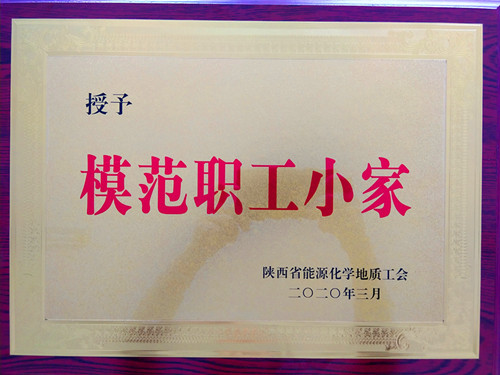 授予
模范职工小家
陕西省能源化学地质工会
二〇二〇年三月